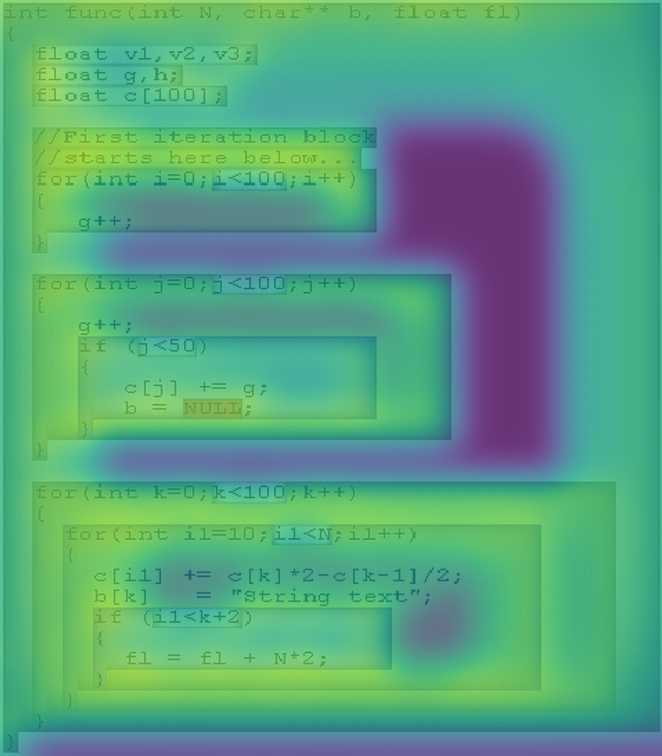 int func(int N, char** b, float fl)
{
float v1,v2,v3;
float g,h;
float c[100];
//First iteration block
//starts here below...
for(int i=0;i<100;i++)
{
g++;
}
for(int j=0;j<100;j++)
{
g++;
if (j<50)
{
c[j] += g;
b = NULL;
}
}
for(int k=0;k<100;k++)
{
for(int i1=10;i1<N;i1++)
{
c[i1] += c[k]*2-c[k-1]/2;
b[k] = "String text";
if (i1<k+2)
{
fl = fl + N*2;
}
}
}
}